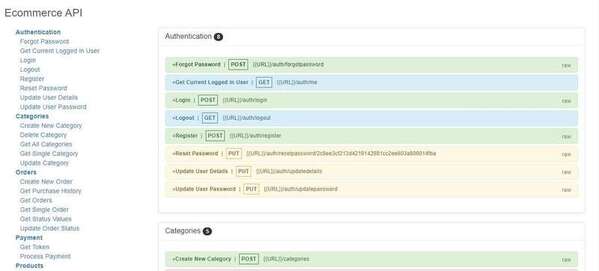 Ecommerce API
Authentication
Forgot Password
Get Current Logged in User
Login
Logout
Register
Reset Password
Update User Details
Update User Password
Categories
Create New Category
Delete Category
Get All Categories
Get Single Category
Update Category
Orders
Create New Order
Get Purchase History
Get Orders
Get Single Order
Get Status Values
Update Order Status
Payment
Get Token
Process Payment
Products
Authentication 8
+Forgot Password | POST {{URL}}/auth/forgotpassword raw
+Get Current Logged in User | GET {{URL}}/auth/me raw
+Login | POST {{URL}}/auth/login raw
+Logout | GET {{URL}}/auth/logout raw
+Register | POST {{URL}}/auth/register raw
+Reset Password | PUT raw
+Update User Details | PUT {{URL}}/auth/updatedetails raw
+Update User Password | PUT {{URL}}/auth/updatepassword raw
Categories 5
+Create New Category | POST {{URL}}/categories raw